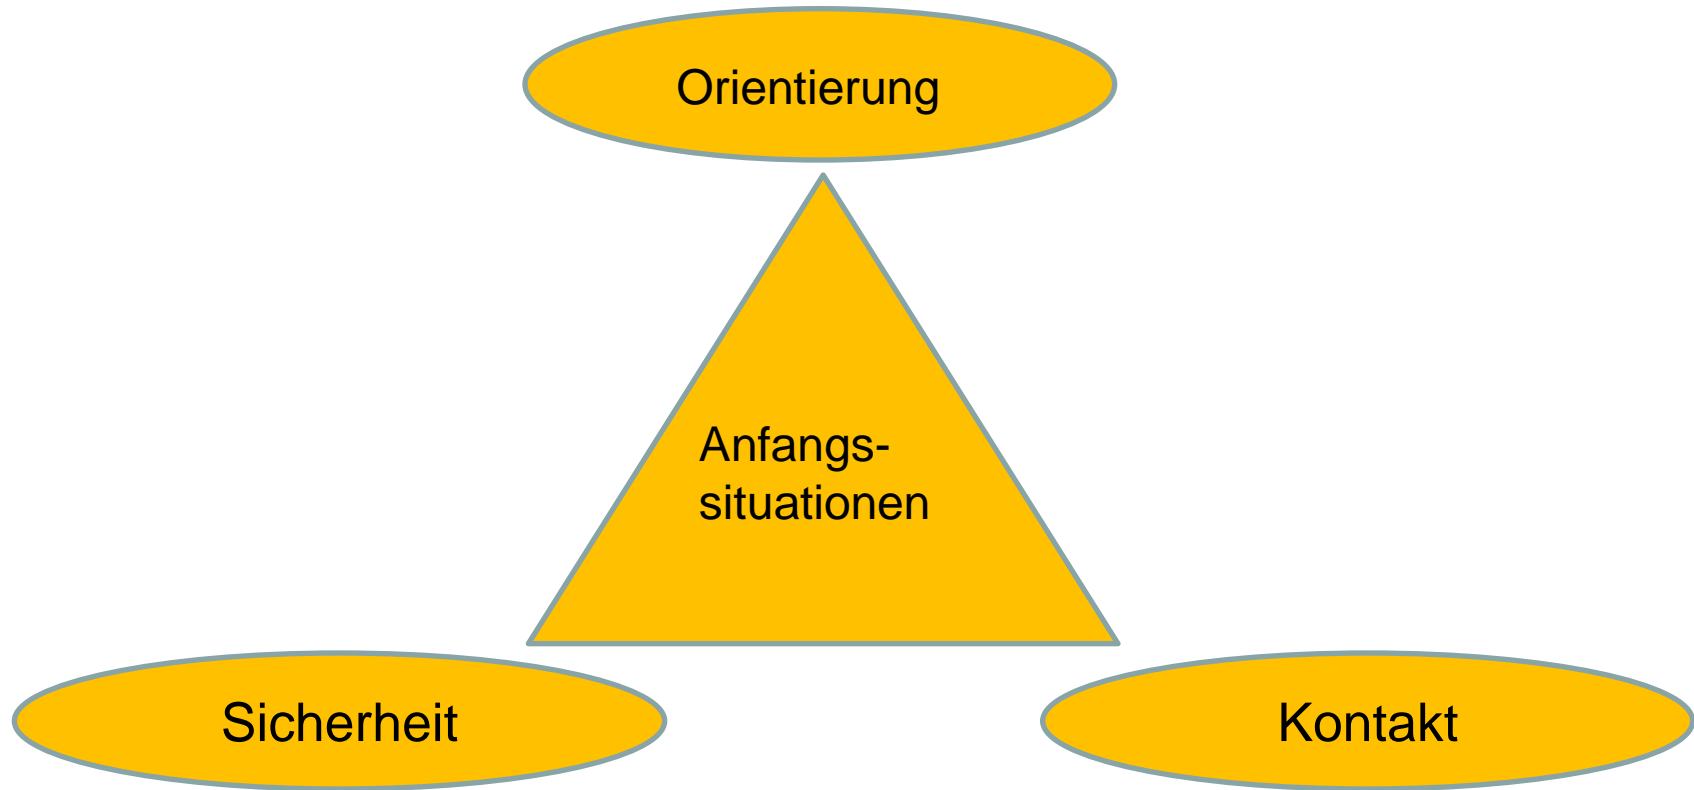 Orientierung
Anfangs-
situationen
Sicherheit
Kontakt